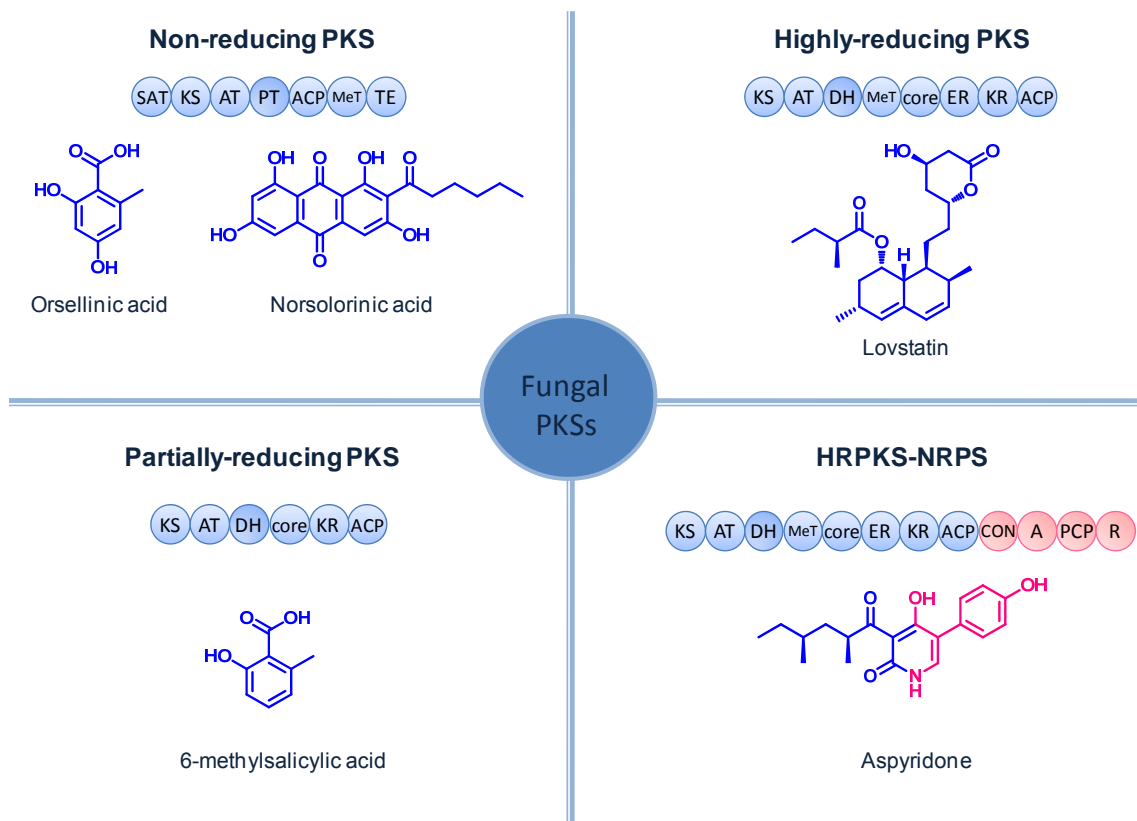 Non-reducing PKS
SAT KS AT PT ACP MeT TE
O OH HO OH
OH O OH O HO O OH
Orsellinic acid
Norsolorinic acid
Highly-reducing PKS
KS AT DH MeT core ER KR ACP
HO O O O O H
Lovstatin
Fungal
PKSs
Partially-reducing PKS
KS AT DH core KR ACP
O OH HO
6-methylsalicylic acid
HRPKS-NRPS
KS AT DH MeT core ER KR ACP CON A PCP R
O OH OH O N H
Aspyridone